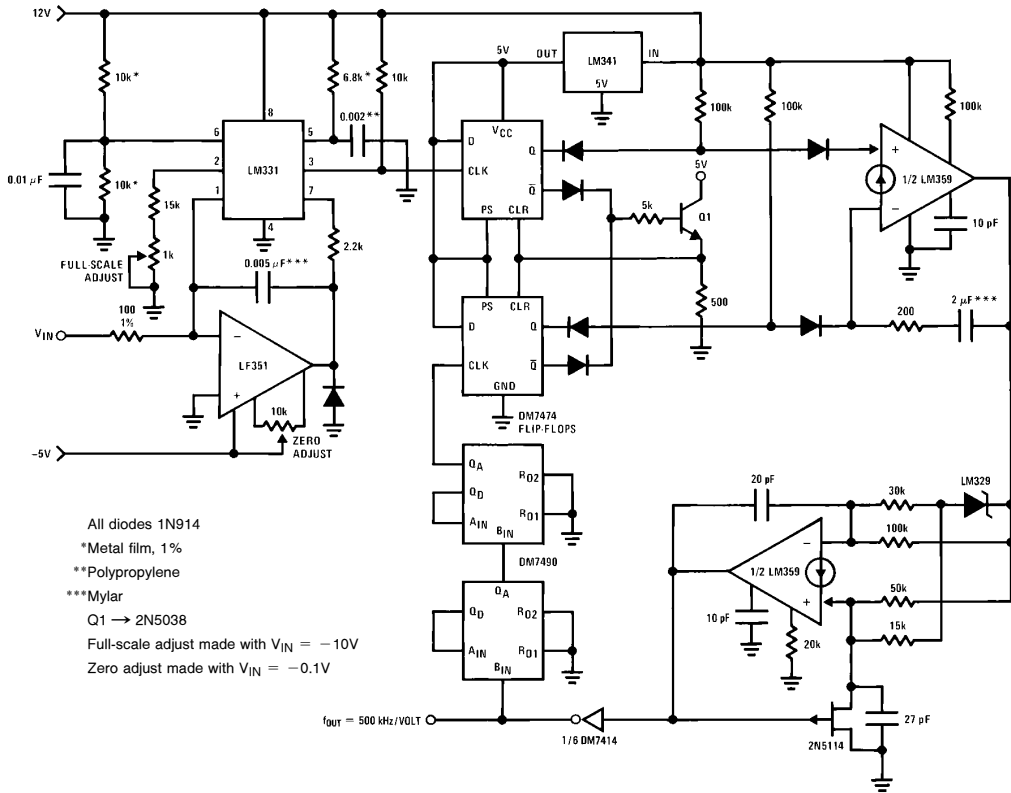 12V
10k*
0.01 µF
10k*
6
2
1
8
LM331
4
5
3
7
6.8k*
0.002**
10k
15k
1k
FULL-SCALE
ADJUST
2.2k
0.005 µF***
VIN
100
1%
−
LF351
+
10k
ZERO
ADJUST
−5V
5V
OUT
LM341
5V
IN
VCC
D
CLK
Q
Q̅
PS
CLR
100k
100k
100k
5k
5V
Q1
500
+
1/2 LM359
−
10 pF
200
2 µF***
PS
CLR
D
Q
CLK
Q̅
GND
DM7474
FLIP-FLOPS
QA
QD
AIN
BIN
RO2
RO1
DM7490
QA
QD
AIN
BIN
RO2
RO1
20 pF
30k
LM329
−
100k
1/2 LM359
+
50k
15k
10 pF
20k
27 pF
2N5114
fOUT = 500 kHz/VOLT
1/6 DM7414
All diodes 1N914
*Metal film, 1%
**Polypropylene
***Mylar
Q1 → 2N5038
Full-scale adjust made with VIN = −10V
Zero adjust made with VIN = −0.1V